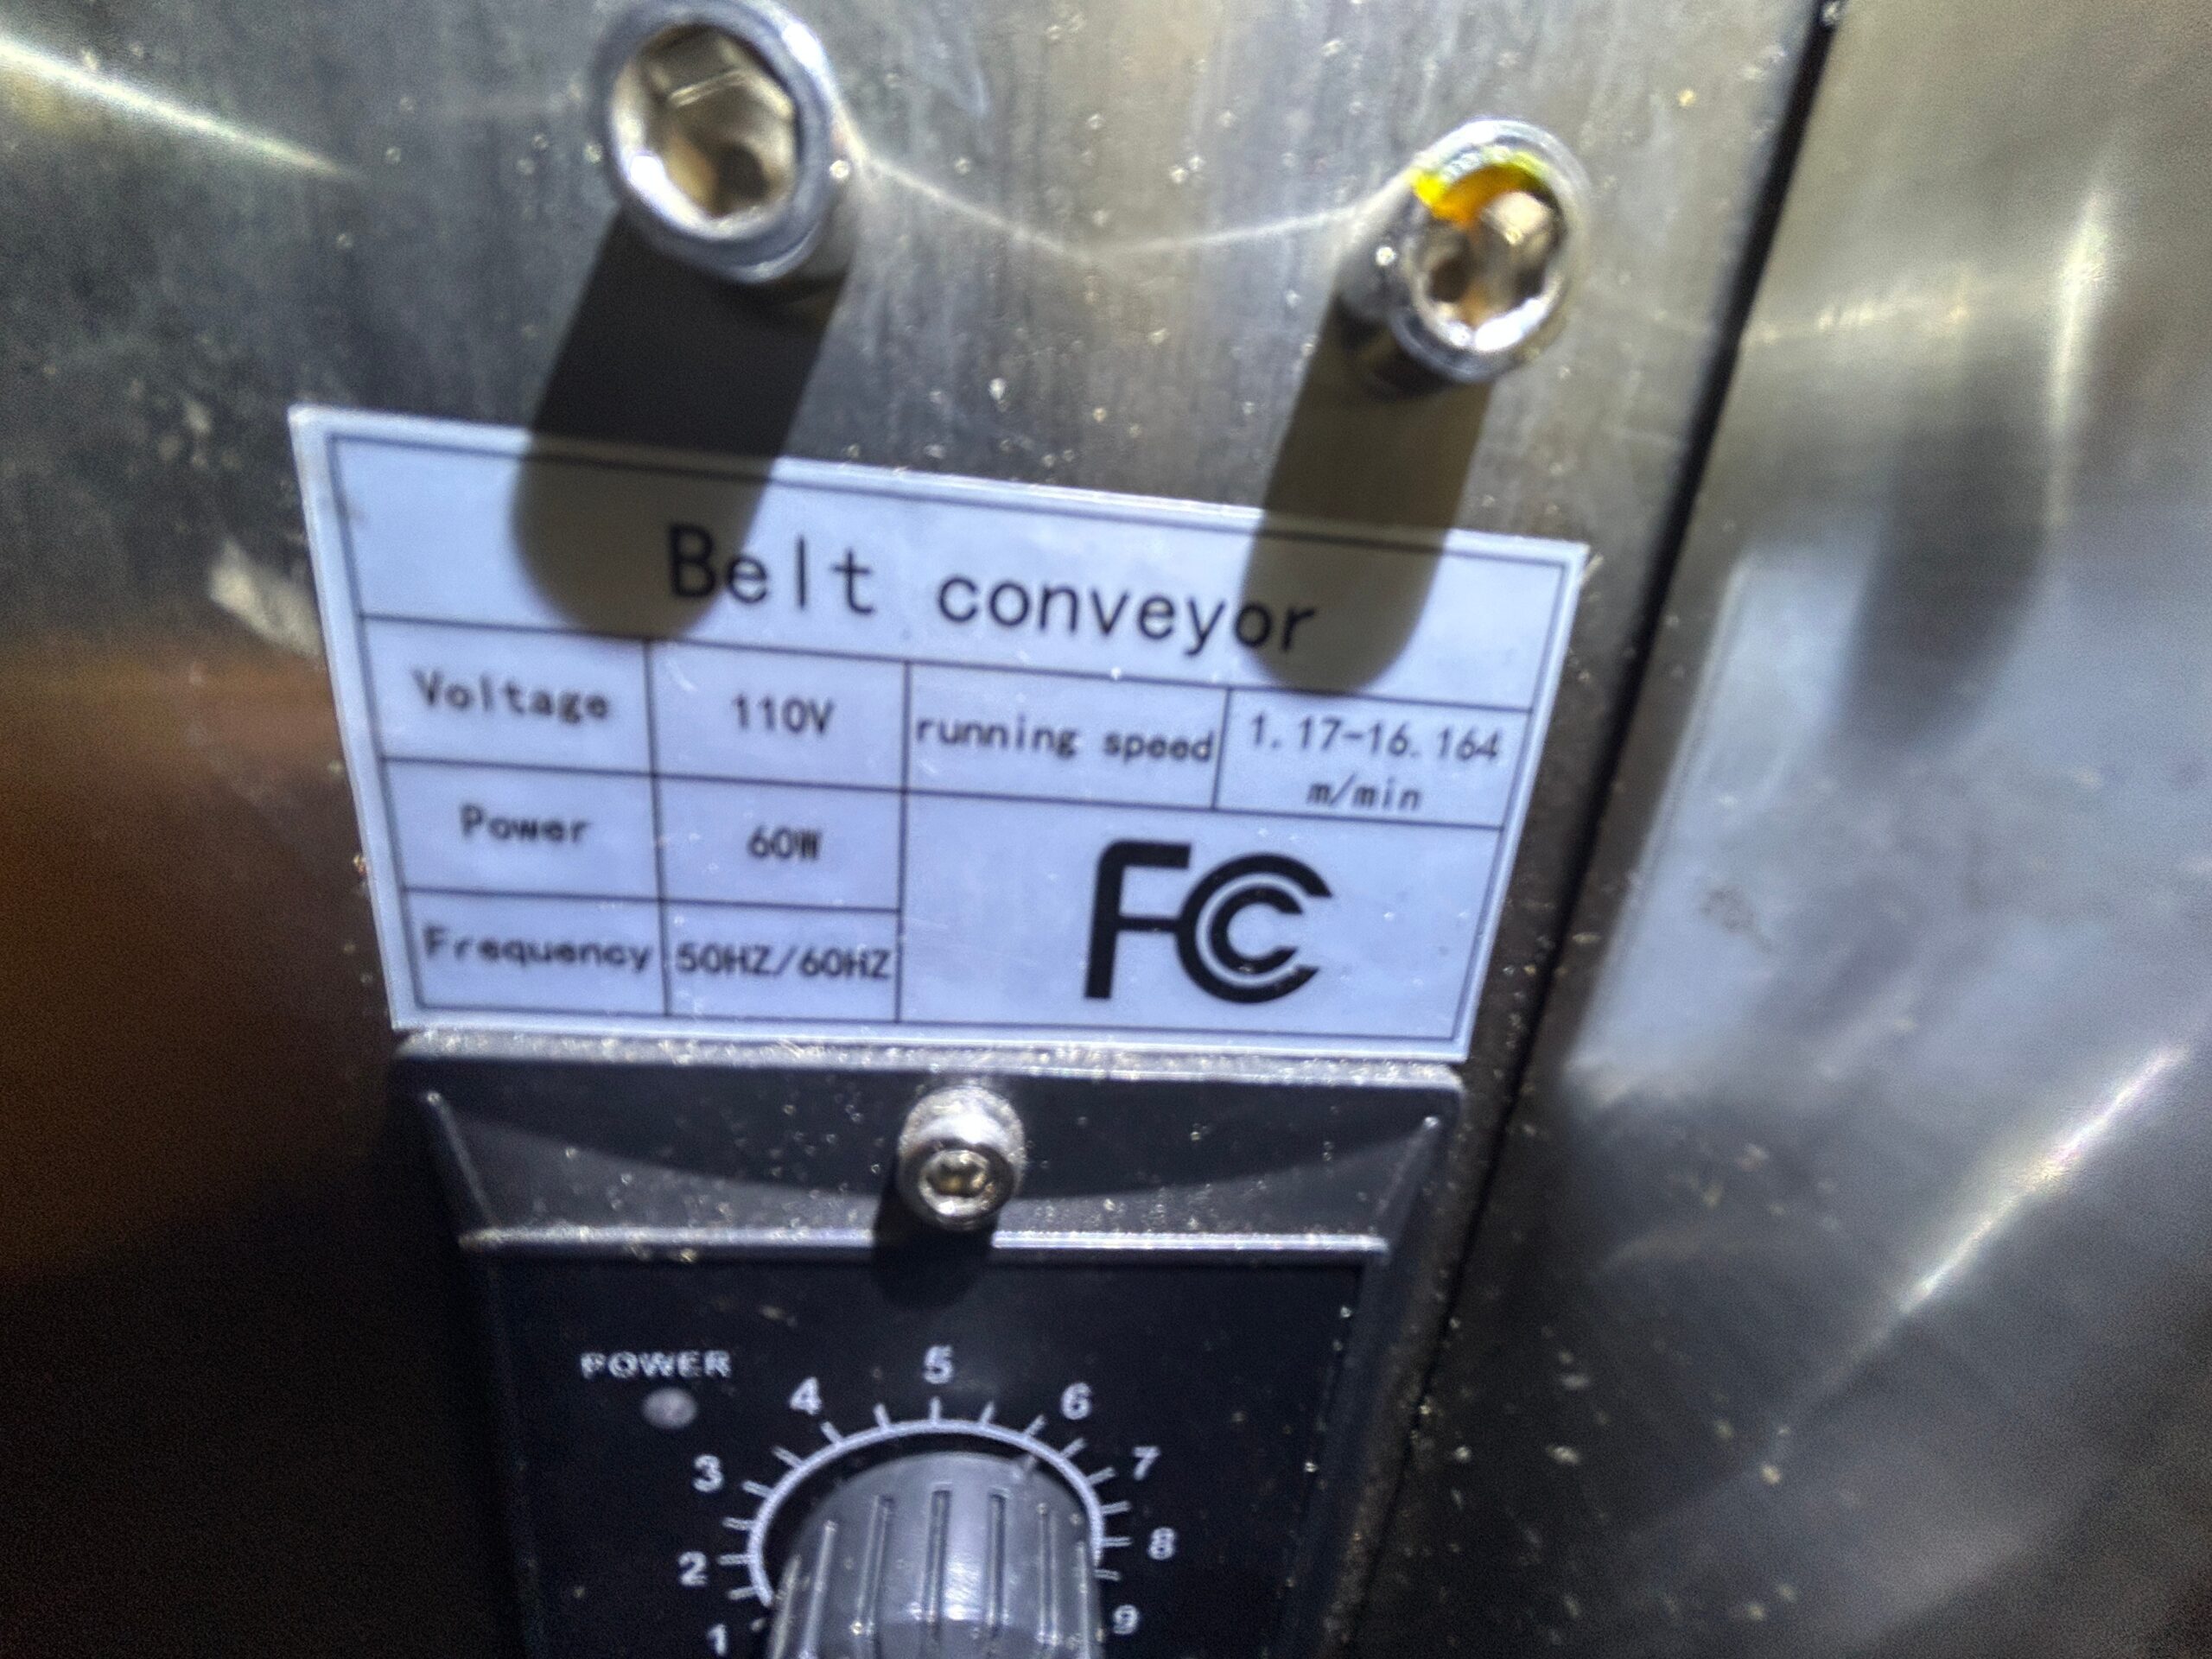 Belt conveyor
Voltage 110V running speed 1.17-16.164 m/min
Power 60W FC
Frequency 50HZ/60HZ
POWER
1 2 3 4 5 6 7 8 9